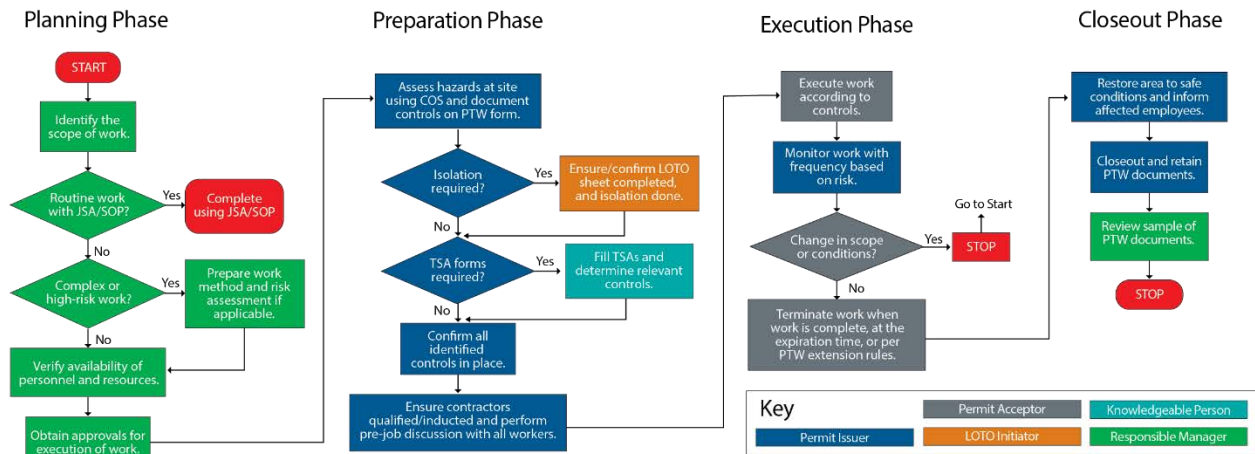 Planning Phase
START
Identify the
scope of work.
Routine work
with JSA/SOP?
Yes
Complete
using JSA/SOP
No
Complex or
high-risk work?
Yes
Prepare work
method and risk
assessment if
applicable.
No
Verify availability of
personnel and resources.
Obtain approvals for
execution of work.
Preparation Phase
Assess hazards at site
using COS and document
controls on PTW form.
Isolation
required?
Yes
Ensure/confirm LOTO
sheet completed,
and isolation done.
No
TSA forms
required?
Yes
Fill TSAs and
determine relevant
controls.
No
Confirm all
identified
controls in place.
Ensure contractors
qualified/inducted and perform
pre-job discussion with all workers.
Execution Phase
Execute work
according to
controls.
Monitor work with
frequency based
on risk.
Go to Start
Change in scope
or conditions?
Yes
STOP
No
Terminate work when
work is complete, at the
expiration time, or per
PTW extension rules.
Closeout Phase
Restore area to safe
conditions and inform
affected employees.
Closeout and retain
PTW documents.
Review sample of
PTW documents.
STOP
Key
Permit Acceptor
Knowledgeable Person
Permit Issuer
LOTO Initiator
Responsible Manager